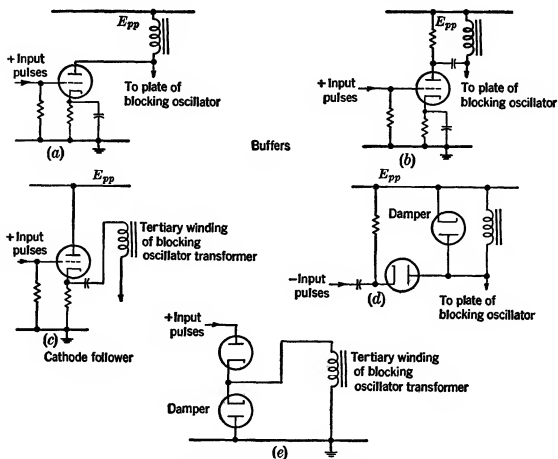 Epp
+Input
pulses
To plate of
blocking oscillator
(a)
Epp
+Input
pulses
To plate of
blocking oscillator
(b)
Buffers
Epp
+Input
pulses
Tertiary winding
of blocking
oscillator transformer
(c)
Cathode follower
Epp
Damper
-Input
pulses
(d)
To plate of
blocking oscillator
+Input
pulses
Damper
Tertiary winding
of blocking
oscillator transformer
(e)